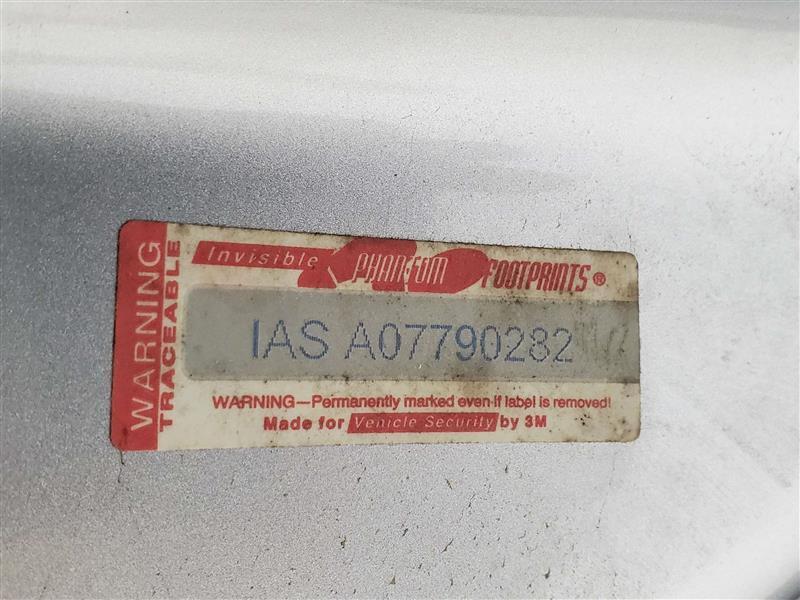 WARNING
TRACEABLE
Invisible PHANTOM FOOTPRINTS®
IAS A07790282
WARNING—Permanently marked even if label is removed!
Made for Vehicle Security by 3M